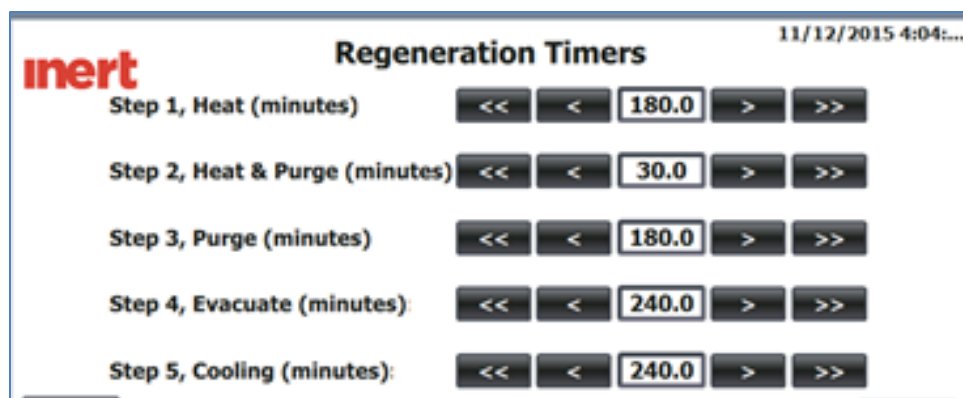 11/12/2015 4:04:...
Regeneration Timers
ınert
Step 1, Heat (minutes) << < 180.0 > >>
Step 2, Heat & Purge (minutes) << < 30.0 > >>
Step 3, Purge (minutes) << < 180.0 > >>
Step 4, Evacuate (minutes): << < 240.0 > >>
Step 5, Cooling (minutes): << < 240.0 > >>